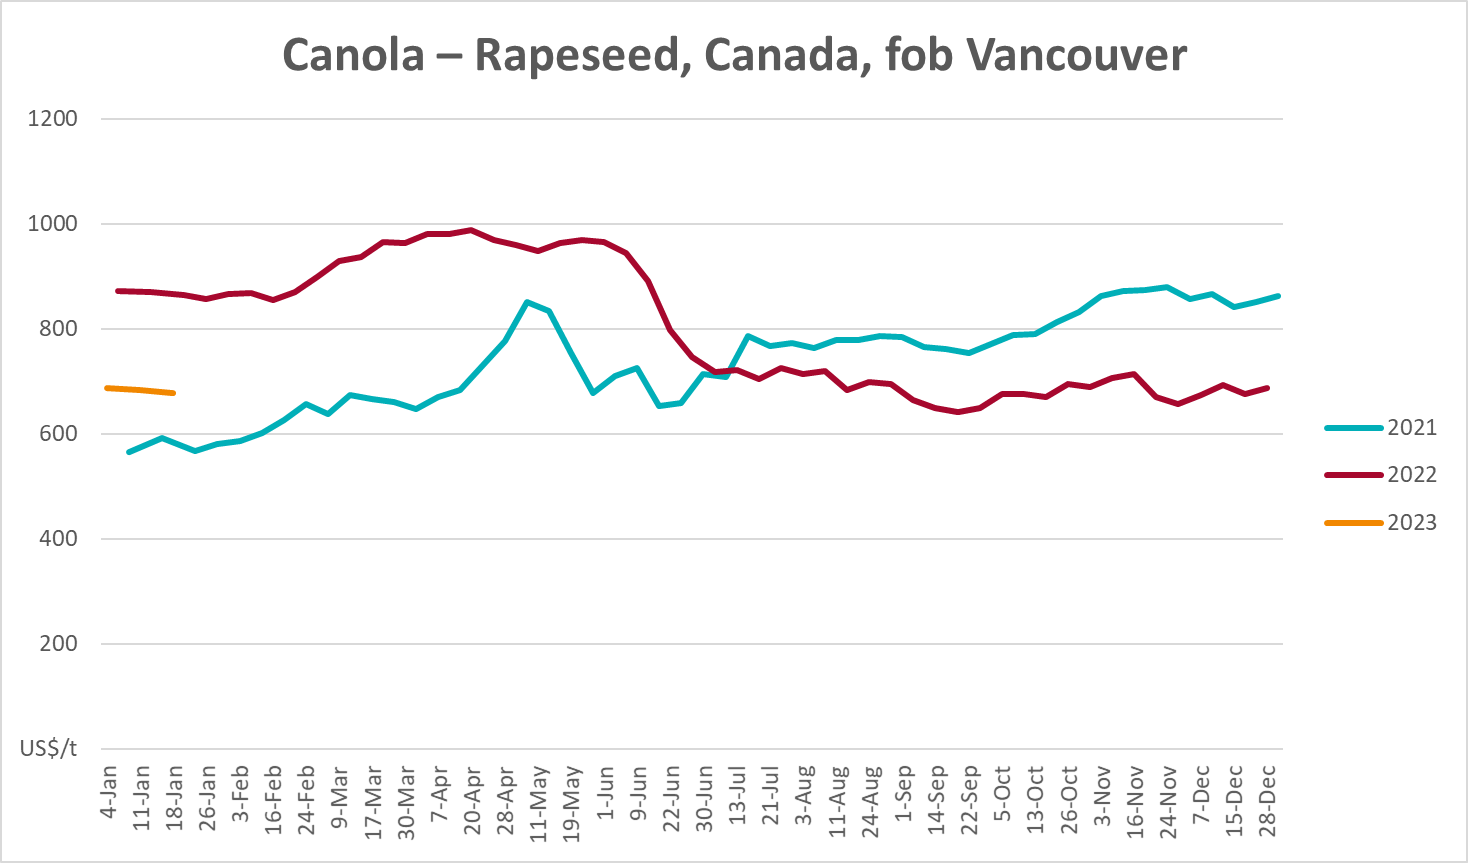 Canola – Rapeseed, Canada, fob Vancouver
1200
1000
800
600
400
200
US$/t
4-Jan
11-Jan
18-Jan
26-Jan
3-Feb
16-Feb
24-Feb
9-Mar
17-Mar
30-Mar
7-Apr
20-Apr
28-Apr
11-May
19-May
1-Jun
9-Jun
22-Jun
30-Jun
13-Jul
21-Jul
3-Aug
11-Aug
24-Aug
1-Sep
14-Sep
22-Sep
5-Oct
13-Oct
26-Oct
3-Nov
16-Nov
24-Nov
7-Dec
15-Dec
28-Dec
2021
2022
2023